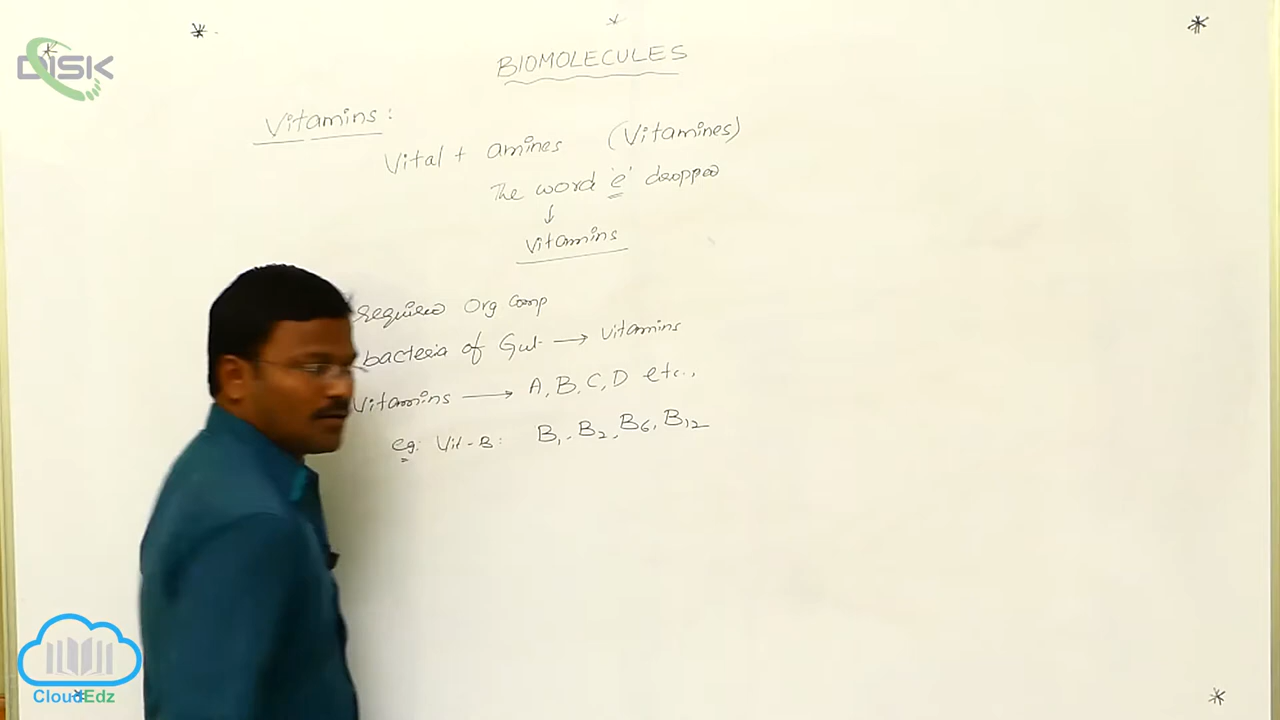 DISK
BIOMOLECULES
Vitamins :
Vital + amines (Vitamines)
The word 'e' dropped
↓
Vitamins
required Org Comp
bacteria of Gut → Vitamins
Vitamins → A, B, C, D etc.,
eg: Vit-B: B1, B2, B6, B12
CloudEdz